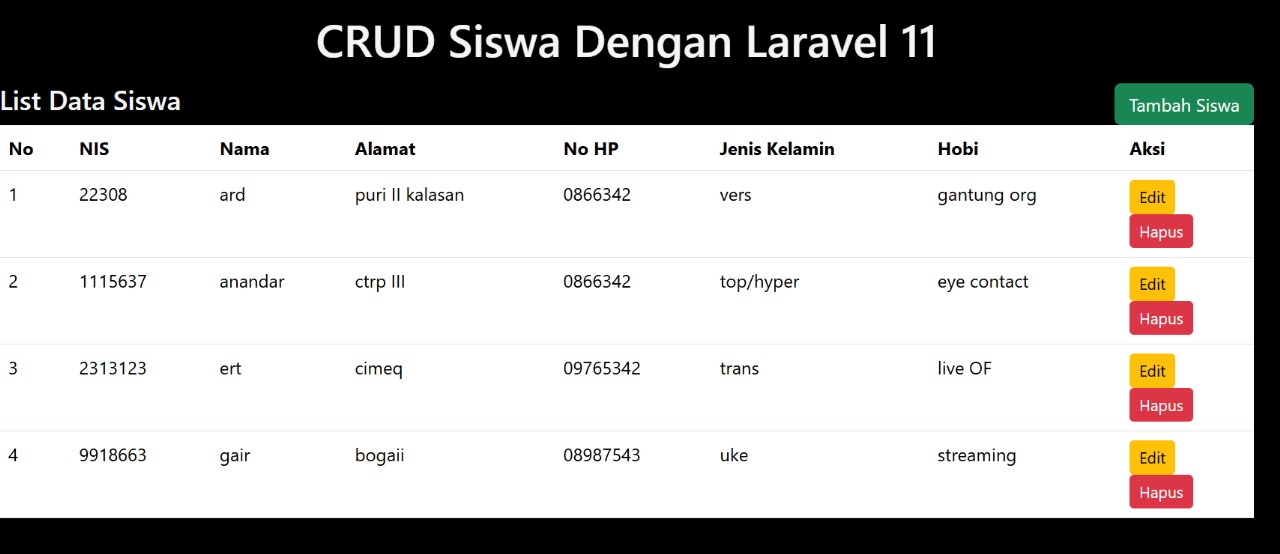 CRUD Siswa Dengan Laravel 11
List Data Siswa
Tambah Siswa
No NIS Nama Alamat No HP Jenis Kelamin Hobi Aksi
1 22308 ard puri II kalasan 0866342 vers gantung org Edit
Hapus
2 1115637 anandar ctrp III 0866342 top/hyper eye contact Edit
Hapus
3 2313123 ert cimeq 09765342 trans live OF Edit
Hapus
4 9918663 gair bogaii 08987543 uke streaming Edit
Hapus